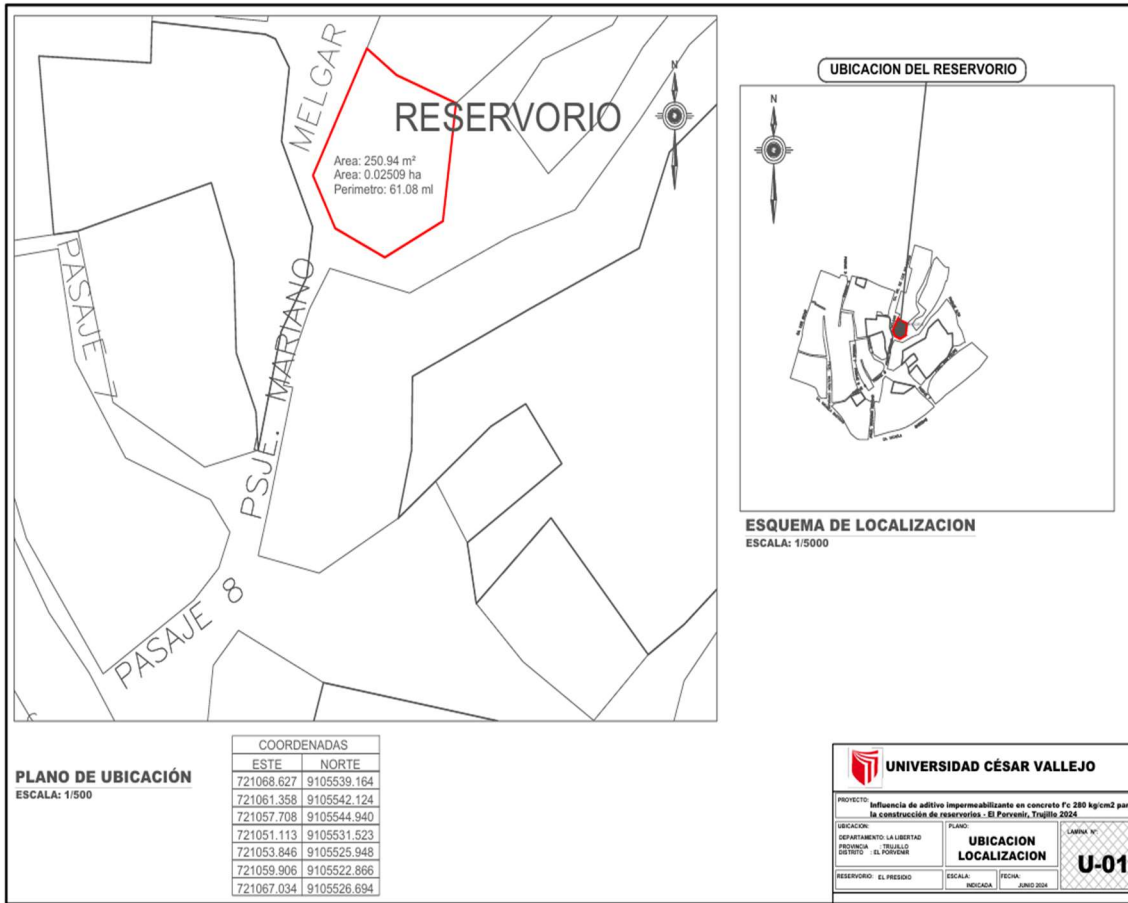 MELGAR
RESERVORIO
N
Area: 250.94 m²
Area: 0.02509 ha
Perimetro: 61.08 ml
PASAJE 7
PSJE. MARIANO
PASAJE 8
UBICACION DEL RESERVORIO
N
ESQUEMA DE LOCALIZACION
ESCALA: 1/5000
PLANO DE UBICACIÓN
ESCALA: 1/500
COORDENADAS
ESTE NORTE
721068.627 9105539.164
721061.358 9105542.124
721057.708 9105544.940
721051.113 9105531.523
721053.846 9105525.948
721059.906 9105522.866
721067.034 9105526.694
UNIVERSIDAD CÉSAR VALLEJO
PROYECTO: Influencia de aditivo impermeabilizante en concreto f'c 280 kg/cm2 par
la construcción de reservorios - El Porvenir, Trujillo 2024
UBICACION:
DEPARTAMENTO: LA LIBERTAD
PROVINCIA : TRUJILLO
DISTRITO : EL PORVENIR
PLANO:
UBICACION
LOCALIZACION
LAMINA N°
U-01
RESERVORIO: EL PRESIDIO
ESCALA:
INDICADA
FECHA:
JUNIO 2024